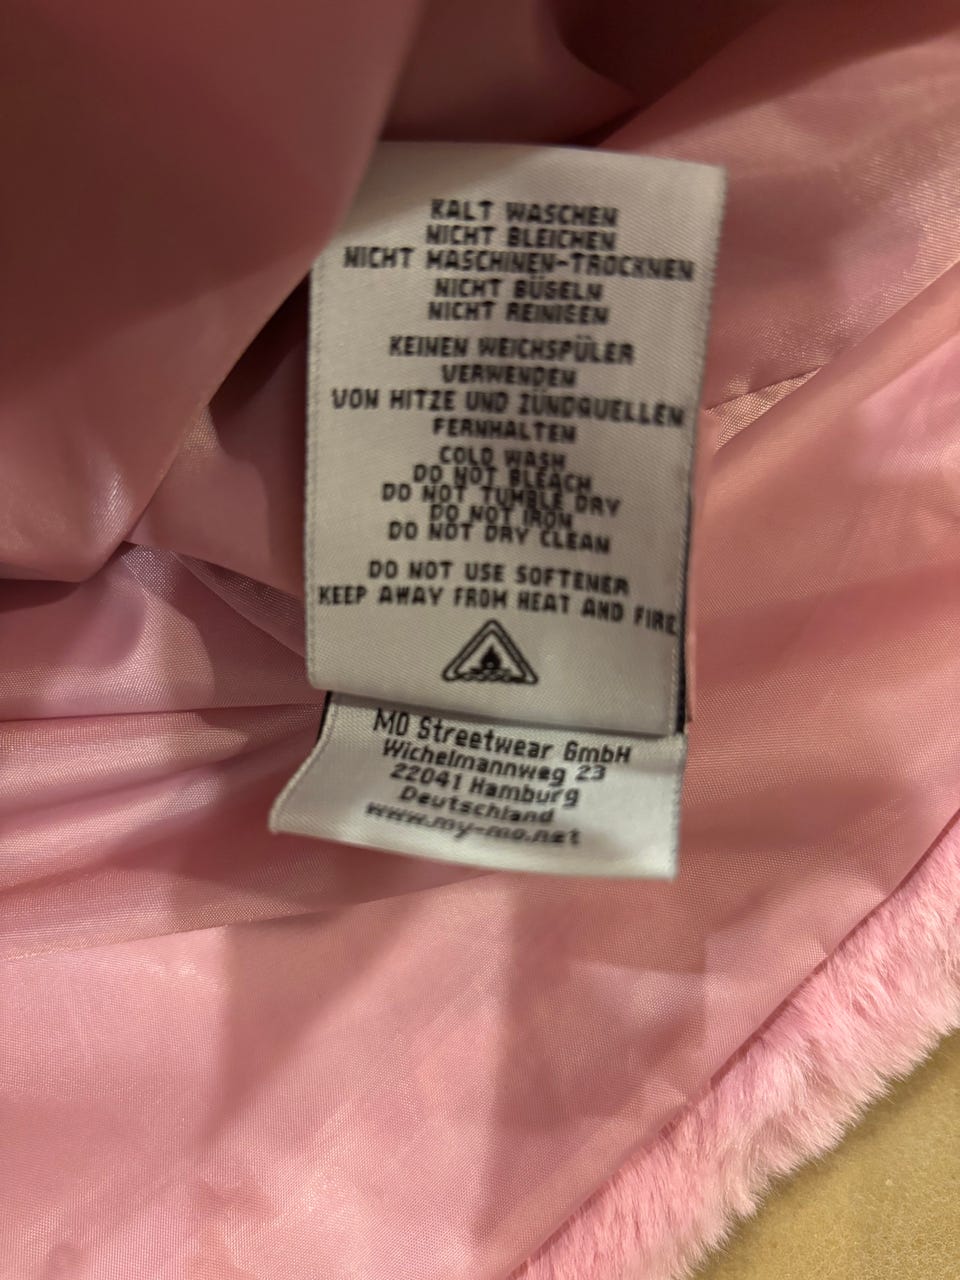 KALT WASCHEN
NICHT BLEICHEN
NICHT MASCHINEN-TROCKNEN
NICHT BÜGELN
NICHT REINIGEN
KEINEN WEICHSPÜLER
VERWENDEN
VON HITZE UND ZÜNDQUELLEN
FERNHALTEN
COLD WASH
DO NOT BLEACH
DO NOT TUMBLE DRY
DO NOT IRON
DO NOT DRY CLEAN
DO NOT USE SOFTENER
KEEP AWAY FROM HEAT AND FIRE
MO Streetwear GmbH
Wichelmannweg 23
22041 Hamburg
Deutschland
www.my-mo.net